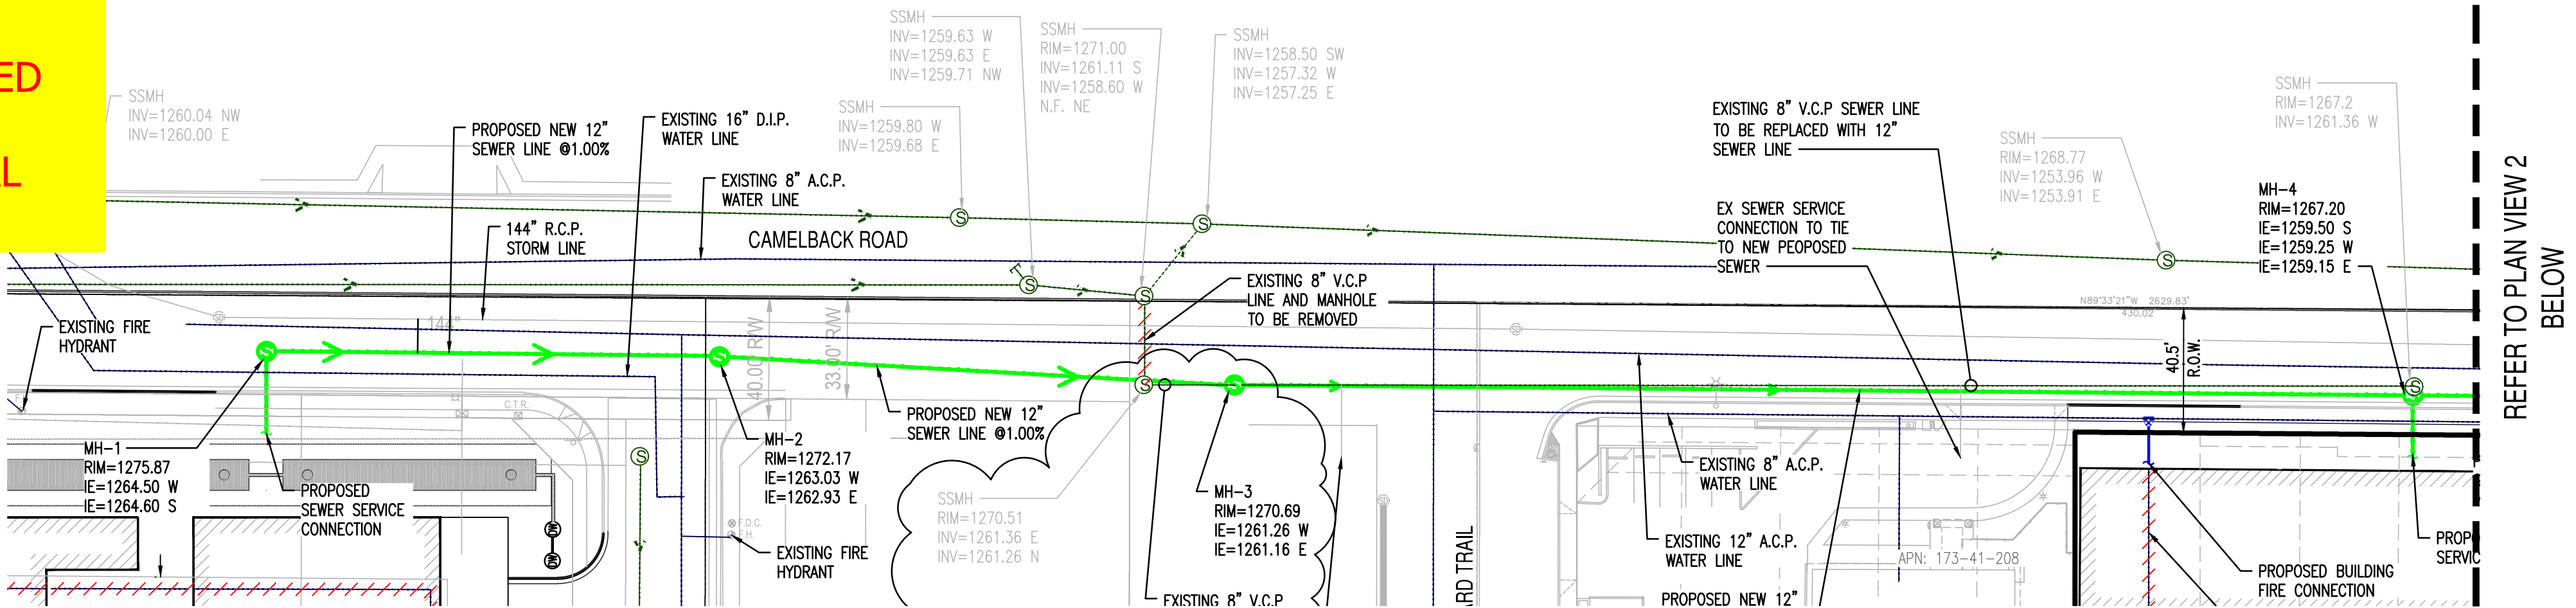 ED
AL
SSMH
INV=1260.04 NW
INV=1260.00 E
PROPOSED NEW 12"
SEWER LINE @1.00%
EXISTING 16" D.I.P.
WATER LINE
EXISTING 8" A.C.P.
WATER LINE
144" R.C.P.
STORM LINE
CAMELBACK ROAD
SSMH
INV=1259.63 W
INV=1259.63 E
INV=1259.71 NW
SSMH
INV=1259.80 W
INV=1259.68 E
SSMH
RIM=1271.00
INV=1261.11 S
INV=1258.60 W
N.F. NE
SSMH
INV=1258.50 SW
INV=1257.32 W
INV=1257.25 E
EXISTING 8" V.C.P SEWER LINE
TO BE REPLACED WITH 12"
SEWER LINE
EX SEWER SERVICE
CONNECTION TO TIE
TO NEW PEOPOSED
SEWER
SSMH
RIM=1268.77
INV=1253.96 W
INV=1253.91 E
SSMH
RIM=1267.2
INV=1261.36 W
MH-4
RIM=1267.20
IE=1259.50 S
IE=1259.25 W
IE=1259.15 E
REFER TO PLAN VIEW 2
BELOW
EXISTING 8" V.C.P
LINE AND MANHOLE
TO BE REMOVED
N89°33'21"W 2629.83'
430.02
40.5'
R.O.W.
EXISTING FIRE
HYDRANT
144"
40.00' R/W
33.00' R/W
C.T.R.
PROPOSED NEW 12"
SEWER LINE @1.00%
MH-1
RIM=1275.87
IE=1264.50 W
IE=1264.60 S
PROPOSED
SEWER SERVICE
CONNECTION
MH-2
RIM=1272.17
IE=1263.03 W
IE=1262.93 E
F.D.C.
F.H.
EXISTING FIRE
HYDRANT
SSMH
RIM=1270.51
INV=1261.36 E
INV=1261.26 N
MH-3
RIM=1270.69
IE=1261.26 W
IE=1261.16 E
EXISTING 8" V.C.P
ARD TRAIL
EXISTING 8" A.C.P.
WATER LINE
EXISTING 12" A.C.P.
WATER LINE
PROPOSED NEW 12"
APN: 173-41-208
PROPOSED BUILDING
FIRE CONNECTION
PROPO
SERVIC